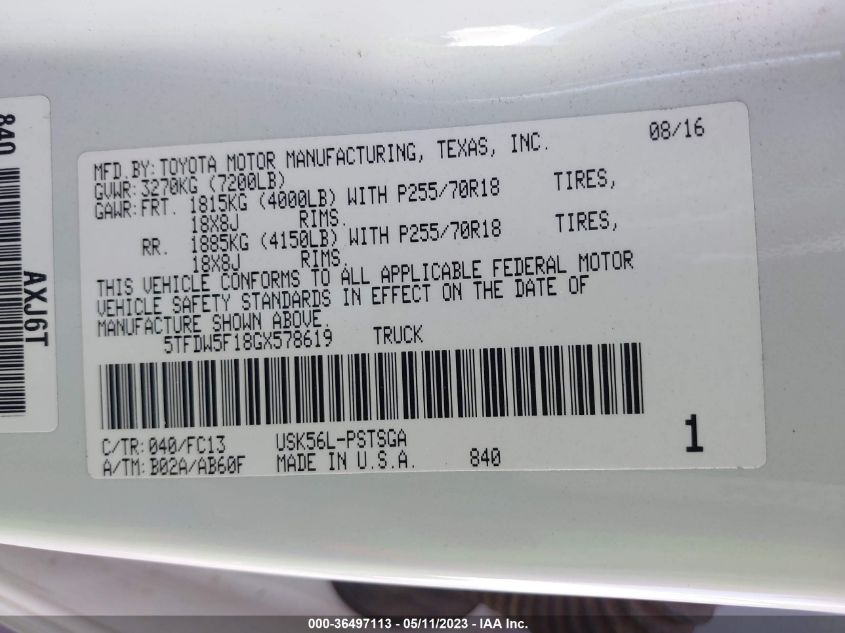 840
AXJ6T
MFD.BY:TOYOTA MOTOR MANUFACTURING, TEXAS, INC. 08/16
GVWR:3270KG (7200LB)
GAWR:FRT. 1815KG (4000LB) WITH P255/70R18 TIRES,
18X8J RIMS.
RR. 1885KG (4150LB) WITH P255/70R18 TIRES,
18X8J RIMS.
THIS VEHICLE CONFORMS TO ALL APPLICABLE FEDERAL MOTOR
VEHICLE SAFETY STANDARDS IN EFFECT ON THE DATE OF
MANUFACTURE SHOWN ABOVE.
5TFDW5F18GX578619 TRUCK
C/TR:040/FC13 USK56L-PSTSGA 1
A/TM:B02A/AB60F MADE IN U.S.A. 840
000-36497113 - 05/11/2023 - IAA Inc.